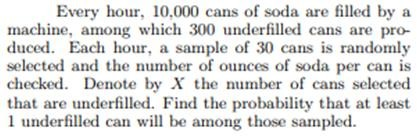 Every hour, 10,000 cans of soda are filled by a
machine, among which 300 underfilled cans are pro-
duced. Each hour, a sample of 30 cans is randomly
selected and the number of ounces of soda per can is
checked. Denote by X the number of cans selected
that are underfilled. Find the probability that at least
1 underfilled can will be among those sampled.